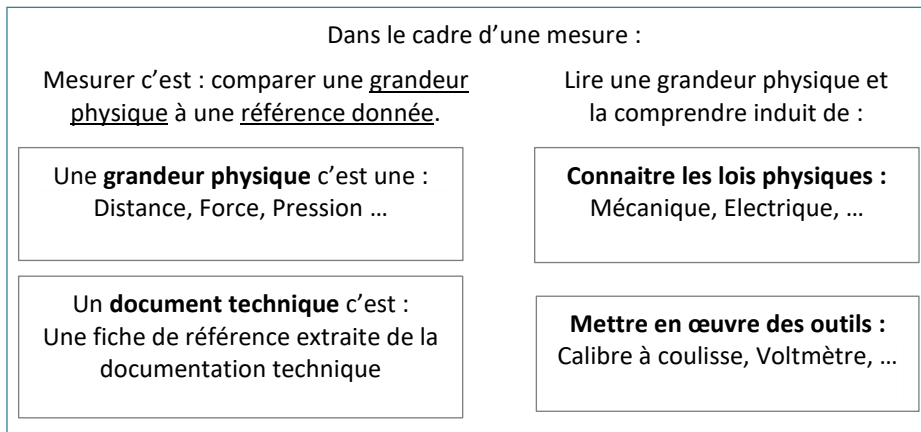 Dans le cadre d’une mesure :
Mesurer c’est : comparer une grandeur
physique à une référence donnée.
Une grandeur physique c’est une :
Distance, Force, Pression …
Un document technique c’est :
Une fiche de référence extraite de la
documentation technique
Lire une grandeur physique et
la comprendre induit de :
Connaitre les lois physiques :
Mécanique, Electrique, …
Mettre en œuvre des outils :
Calibre à coulisse, Voltmètre, …